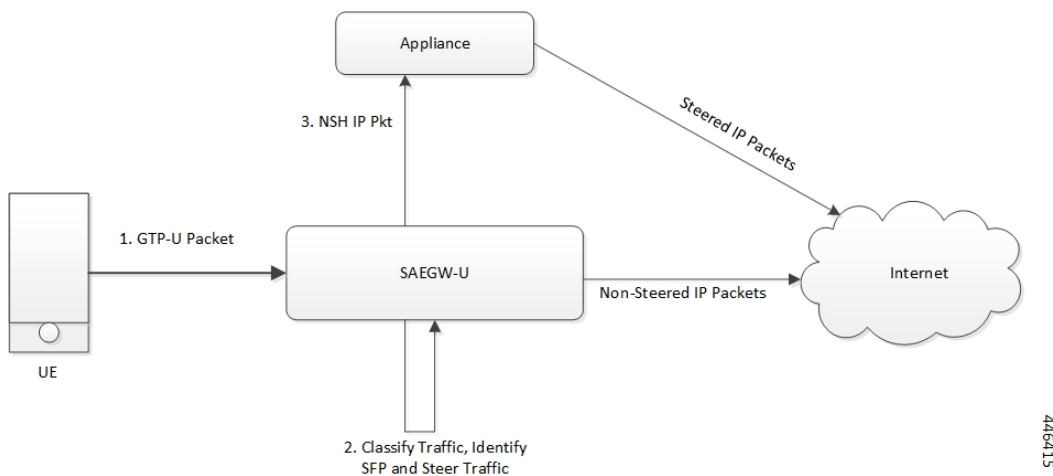 Appliance
3. NSH IP Pkt
Steered IP Packets
1. GTP-U Packet
SAEGW-U
Non-Steered IP Packets
Internet
UE
2. Classify Traffic, Identify
SFP and Steer Traffic
446415